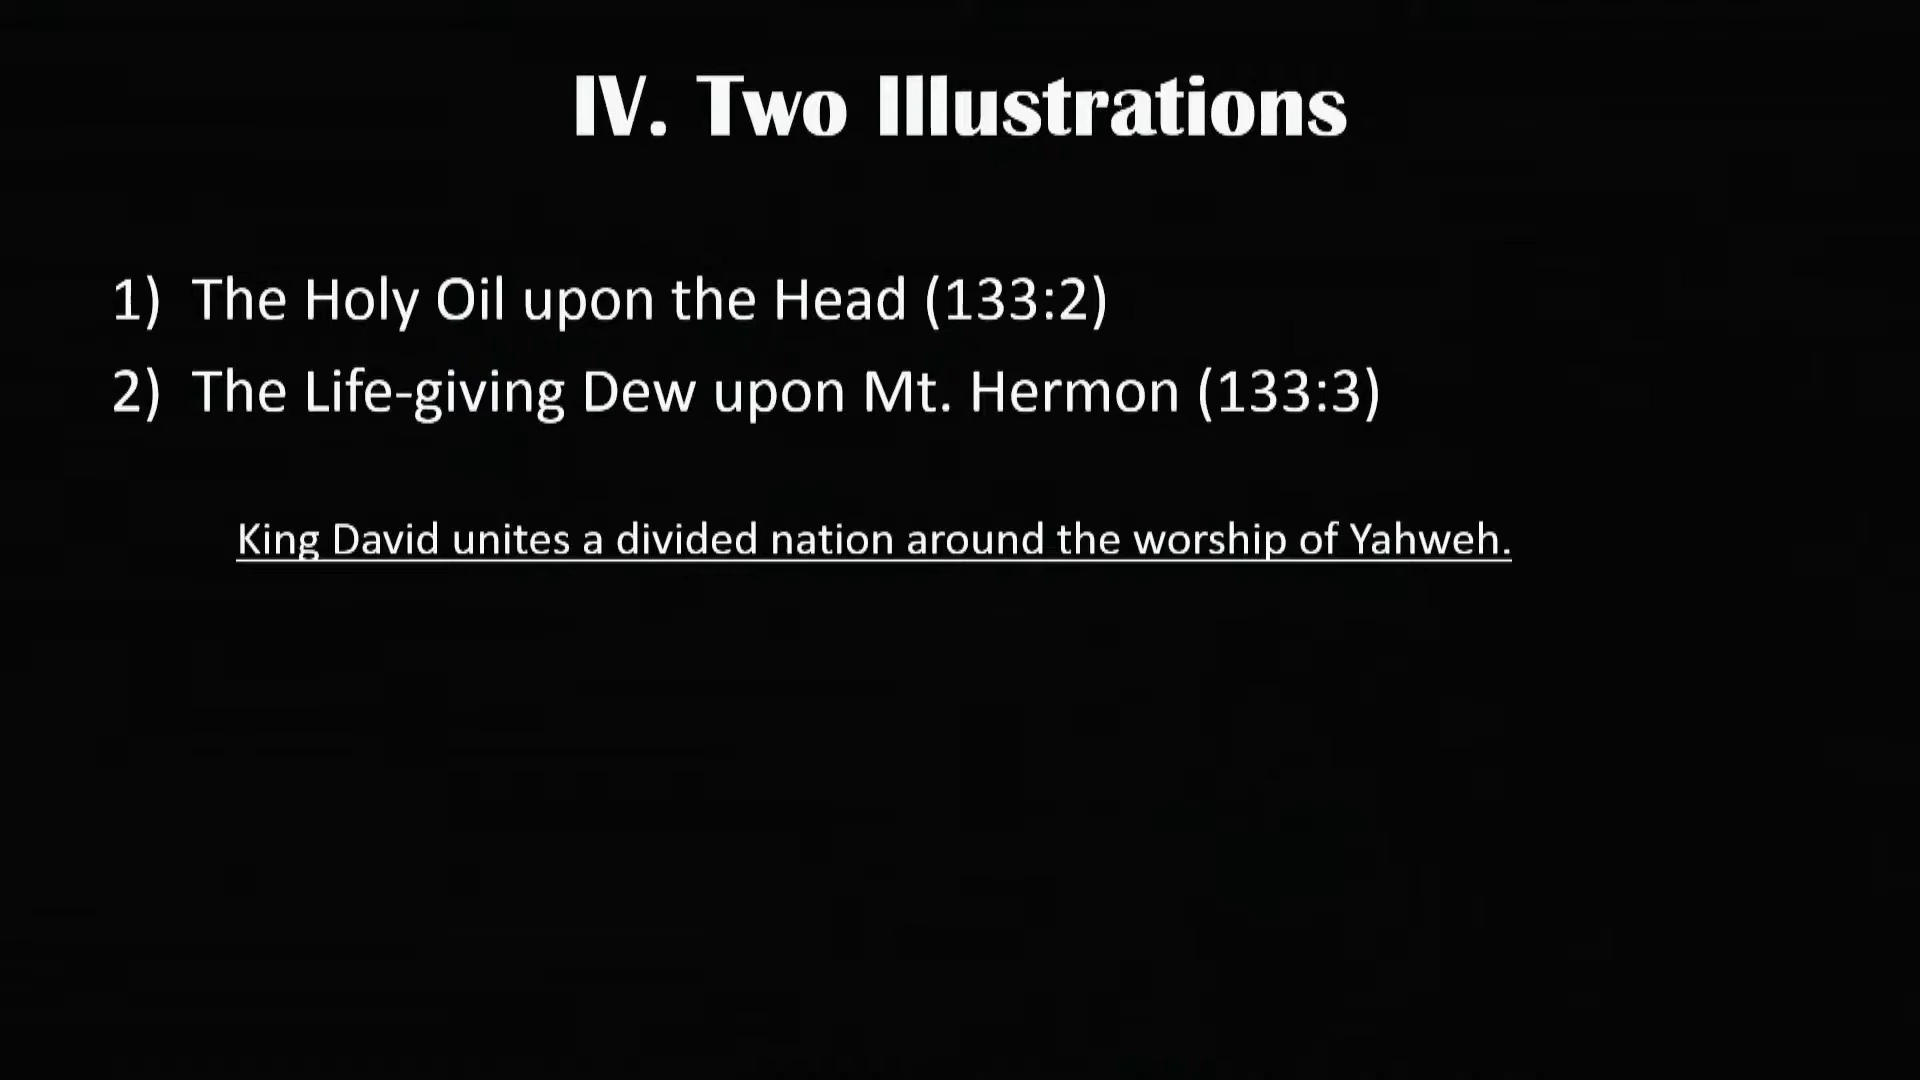 IV. Two Illustrations
1) The Holy Oil upon the Head (133:2)
2) The Life-giving Dew upon Mt. Hermon (133:3)
King David unites a divided nation around the worship of Yahweh.